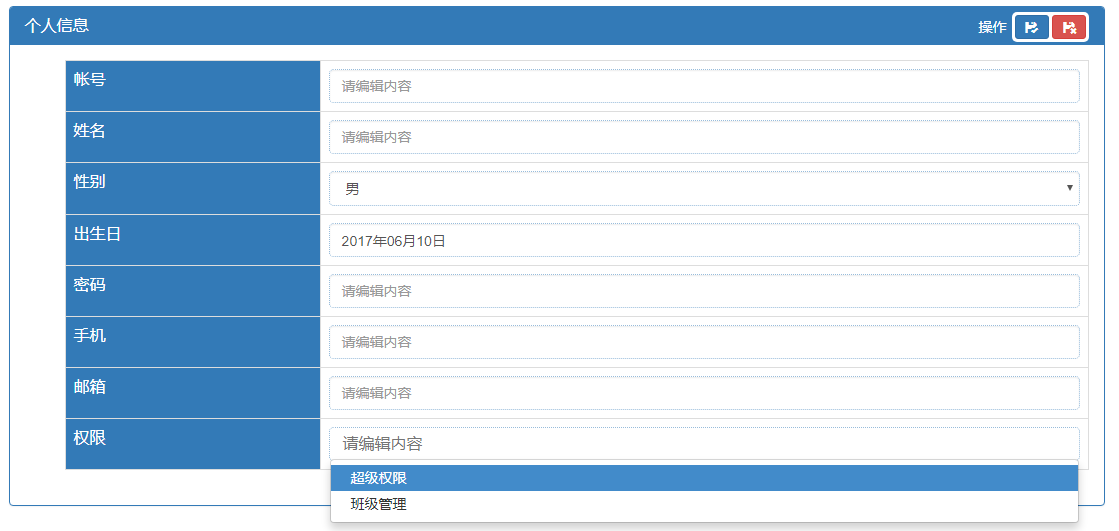 个人信息
操作
帐号
请编辑内容
姓名
请编辑内容
性别
男
出生日
2017年06月10日
密码
请编辑内容
手机
请编辑内容
邮箱
请编辑内容
权限
请编辑内容
超级权限
班级管理